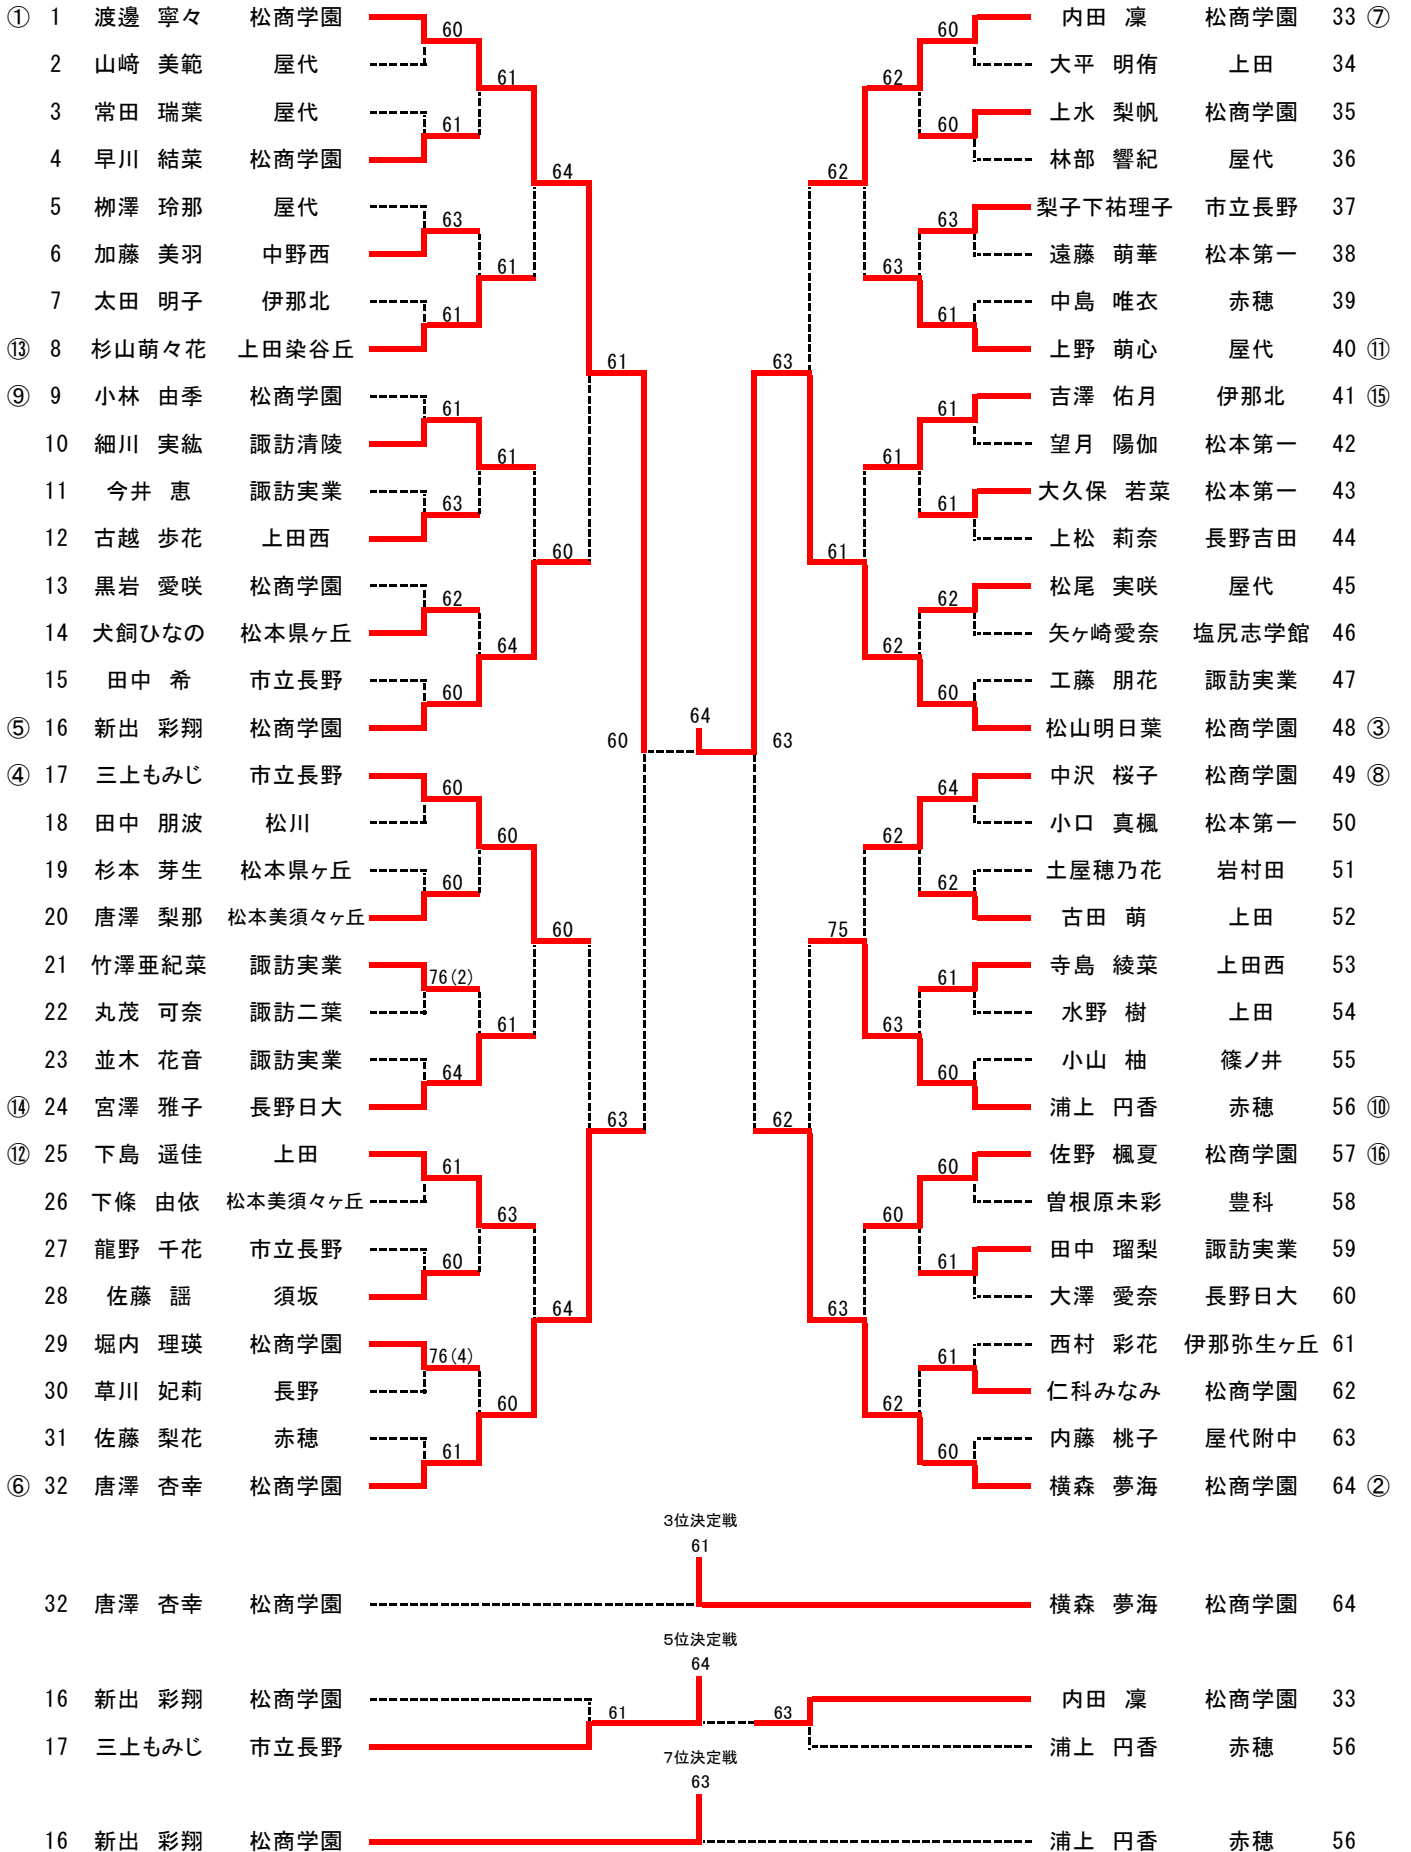 ① 1 渡邊 寧々 松商学園 60 60 内田 凜 松商学園 33 ⑦
2 山﨑 美範 屋代 61 62 大平 明侑 上田 34
3 常田 瑞葉 屋代 61 60 上水 梨帆 松商学園 35
4 早川 結菜 松商学園 64 62 林部 響紀 屋代 36
5 栁澤 玲那 屋代 63 63 梨子下祐理子 市立長野 37
6 加藤 美羽 中野西 61 63 遠藤 萌華 松本第一 38
7 太田 明子 伊那北 61 61 中島 唯衣 赤穂 39
⑬ 8 杉山萌々花 上田染谷丘 61 63 上野 萌心 屋代 40 ⑪
⑨ 9 小林 由季 松商学園 61 61 吉澤 佑月 伊那北 41 ⑮
10 細川 実紘 諏訪清陵 61 61 望月 陽伽 松本第一 42
11 今井 恵 諏訪実業 63 61 大久保 若菜 松本第一 43
12 古越 歩花 上田西 60 61 上松 莉奈 長野吉田 44
13 黒岩 愛咲 松商学園 62 62 松尾 実咲 屋代 45
14 犬飼ひなの 松本県ヶ丘 64 62 矢ヶ崎愛奈 塩尻志学館 46
15 田中 希 市立長野 60 60 工藤 朋花 諏訪実業 47
⑤ 16 新出 彩翔 松商学園 64 松山明日葉 松商学園 48 ③
60 63
④ 17 三上もみじ 市立長野 60 64 中沢 桜子 松商学園 49 ⑧
18 田中 朋波 松川 60 62 小口 真楓 松本第一 50
19 杉本 芽生 松本県ヶ丘 60 62 土屋穂乃花 岩村田 51
20 唐澤 梨那 松本美須々ヶ丘 60 75 古田 萌 上田 52
21 竹澤亜紀菜 諏訪実業 76(2) 61 寺島 綾菜 上田西 53
22 丸茂 可奈 諏訪二葉 61 63 水野 樹 上田 54
23 並木 花音 諏訪実業 64 60 小山 柚 篠ノ井 55
⑭ 24 宮澤 雅子 長野日大 63 62 浦上 円香 赤穂 56 ⑩
⑫ 25 下島 遥佳 上田 61 60 佐野 楓夏 松商学園 57 ⑯
26 下條 由依 松本美須々ヶ丘 63 60 曽根原未彩 豊科 58
27 龍野 千花 市立長野 60 61 田中 瑠梨 諏訪実業 59
28 佐藤 謡 須坂 64 63 大澤 愛奈 長野日大 60
29 堀内 理瑛 松商学園 76(4) 61 西村 彩花 伊那弥生ヶ丘 61
30 草川 妃莉 長野 60 62 仁科みなみ 松商学園 62
31 佐藤 梨花 赤穂 61 60 内藤 桃子 屋代附中 63
⑥ 32 唐澤 杏幸 松商学園 横森 夢海 松商学園 64 ②
3位決定戦
61
32 唐澤 杏幸 松商学園 横森 夢海 松商学園 64
5位決定戦
64
16 新出 彩翔 松商学園 61 63 内田 凜 松商学園 33
17 三上もみじ 市立長野 浦上 円香 赤穂 56
7位決定戦
63
16 新出 彩翔 松商学園 浦上 円香 赤穂 56